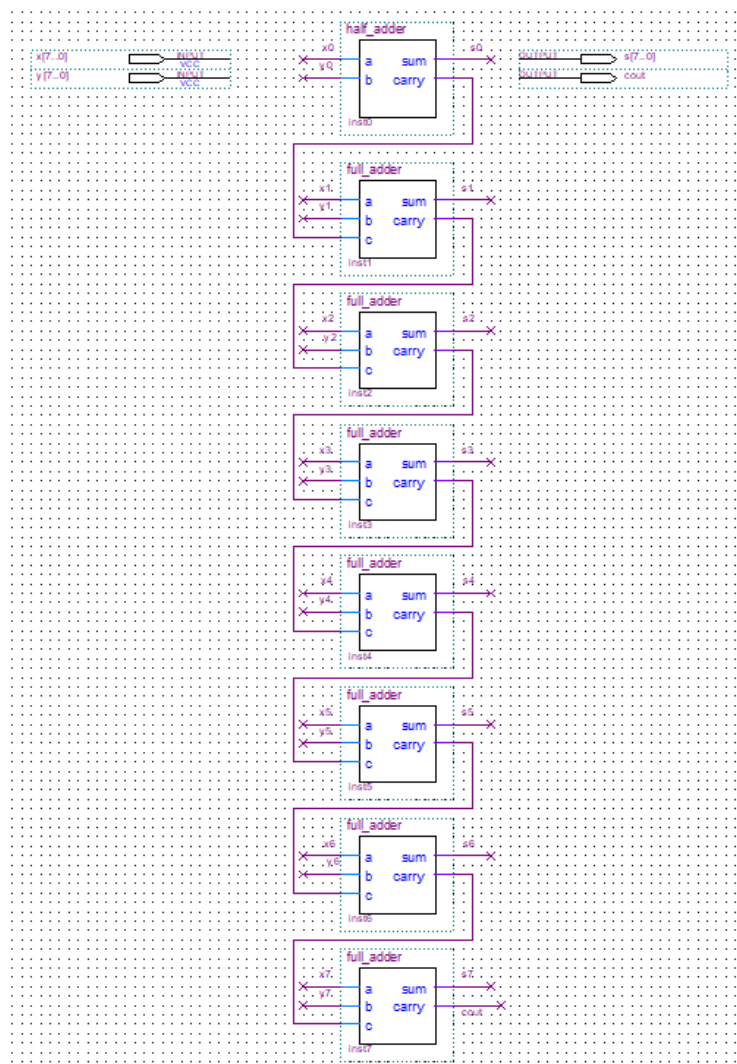 half_adder
x[7..0] INPUT VCC
y[7..0] INPUT VCC
OUTPUT s[7..0]
OUTPUT cout
x0 a sum s0
y0 b carry
inst0
full_adder
x1 a sum s1
y1 b carry
c
inst1
full_adder
x2 a sum s2
y2 b carry
c
inst2
full_adder
x3 a sum s3
y3 b carry
c
inst3
full_adder
x4 a sum s4
y4 b carry
c
inst4
full_adder
x5 a sum s5
y5 b carry
c
inst5
full_adder
x6 a sum s6
y6 b carry
c
inst6
full_adder
x7 a sum s7
y7 b carry cout
c
inst7